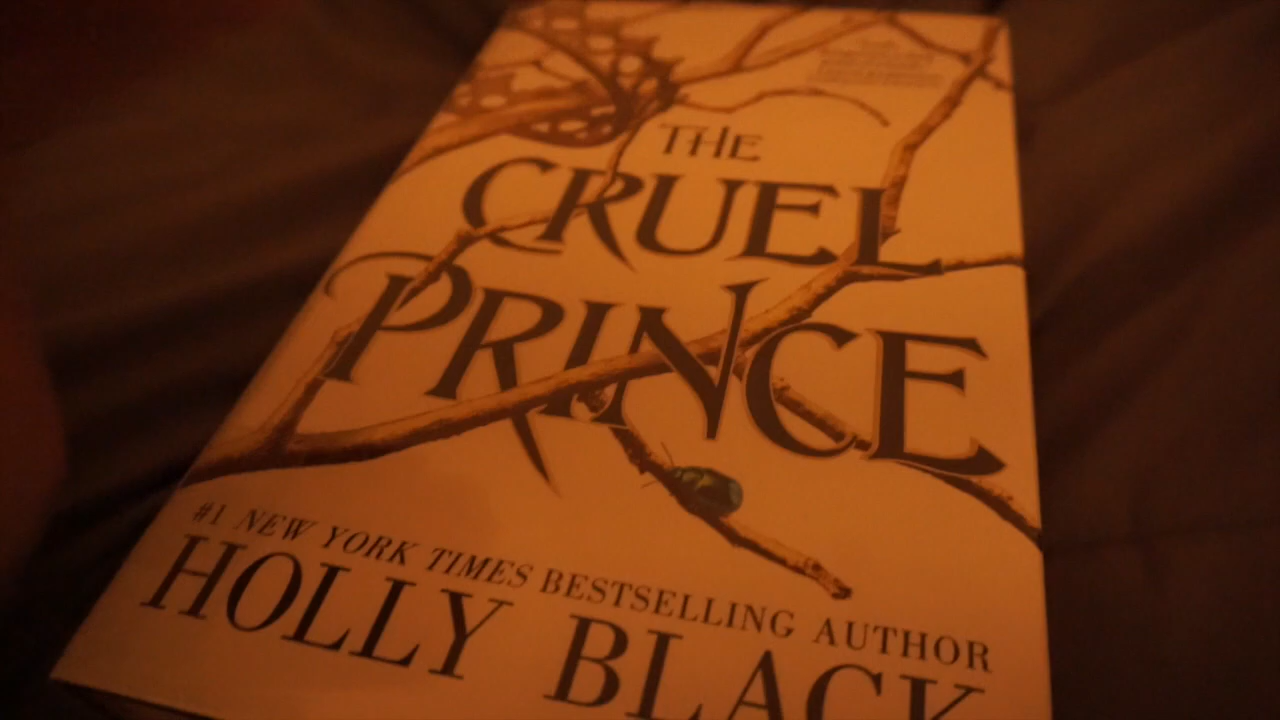 THE
CRUEL
PRINCE
#1 NEW YORK TIMES BESTSELLING AUTHOR
HOLLY BLACK